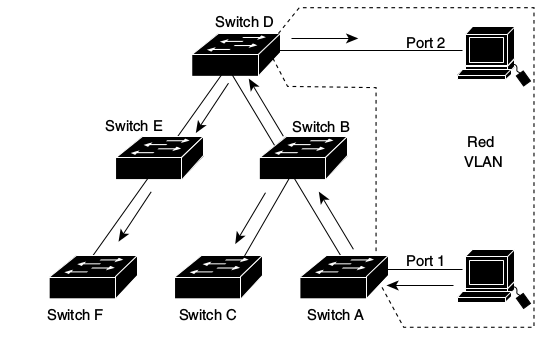 Switch D
Port 2
Switch E
Switch B
Red
VLAN
Port 1
Switch F
Switch C
Switch A